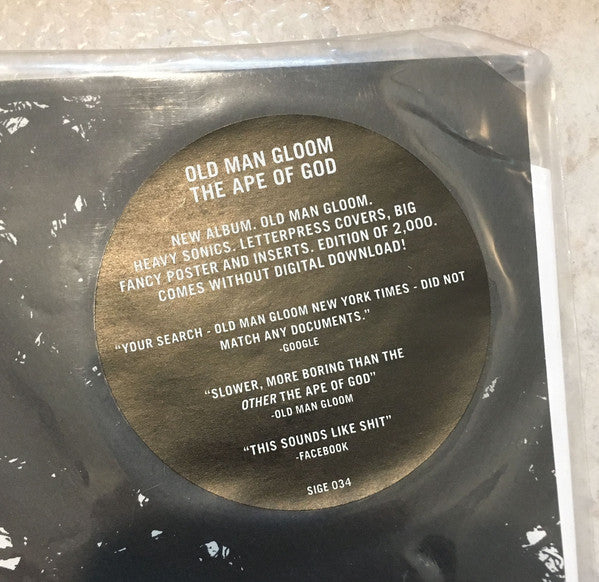 OLD MAN GLOOM
THE APE OF GOD
NEW ALBUM. OLD MAN GLOOM.
HEAVY SONICS. LETTERPRESS COVERS, BIG
FANCY POSTER AND INSERTS. EDITION OF 2,000.
COMES WITHOUT DIGITAL DOWNLOAD!
“YOUR SEARCH - OLD MAN GLOOM NEW YORK TIMES - DID NOT
MATCH ANY DOCUMENTS.”
-GOOGLE
“SLOWER, MORE BORING THAN THE
OTHER THE APE OF GOD”
-OLD MAN GLOOM
“THIS SOUNDS LIKE SHIT”
-FACEBOOK
SIGE 034